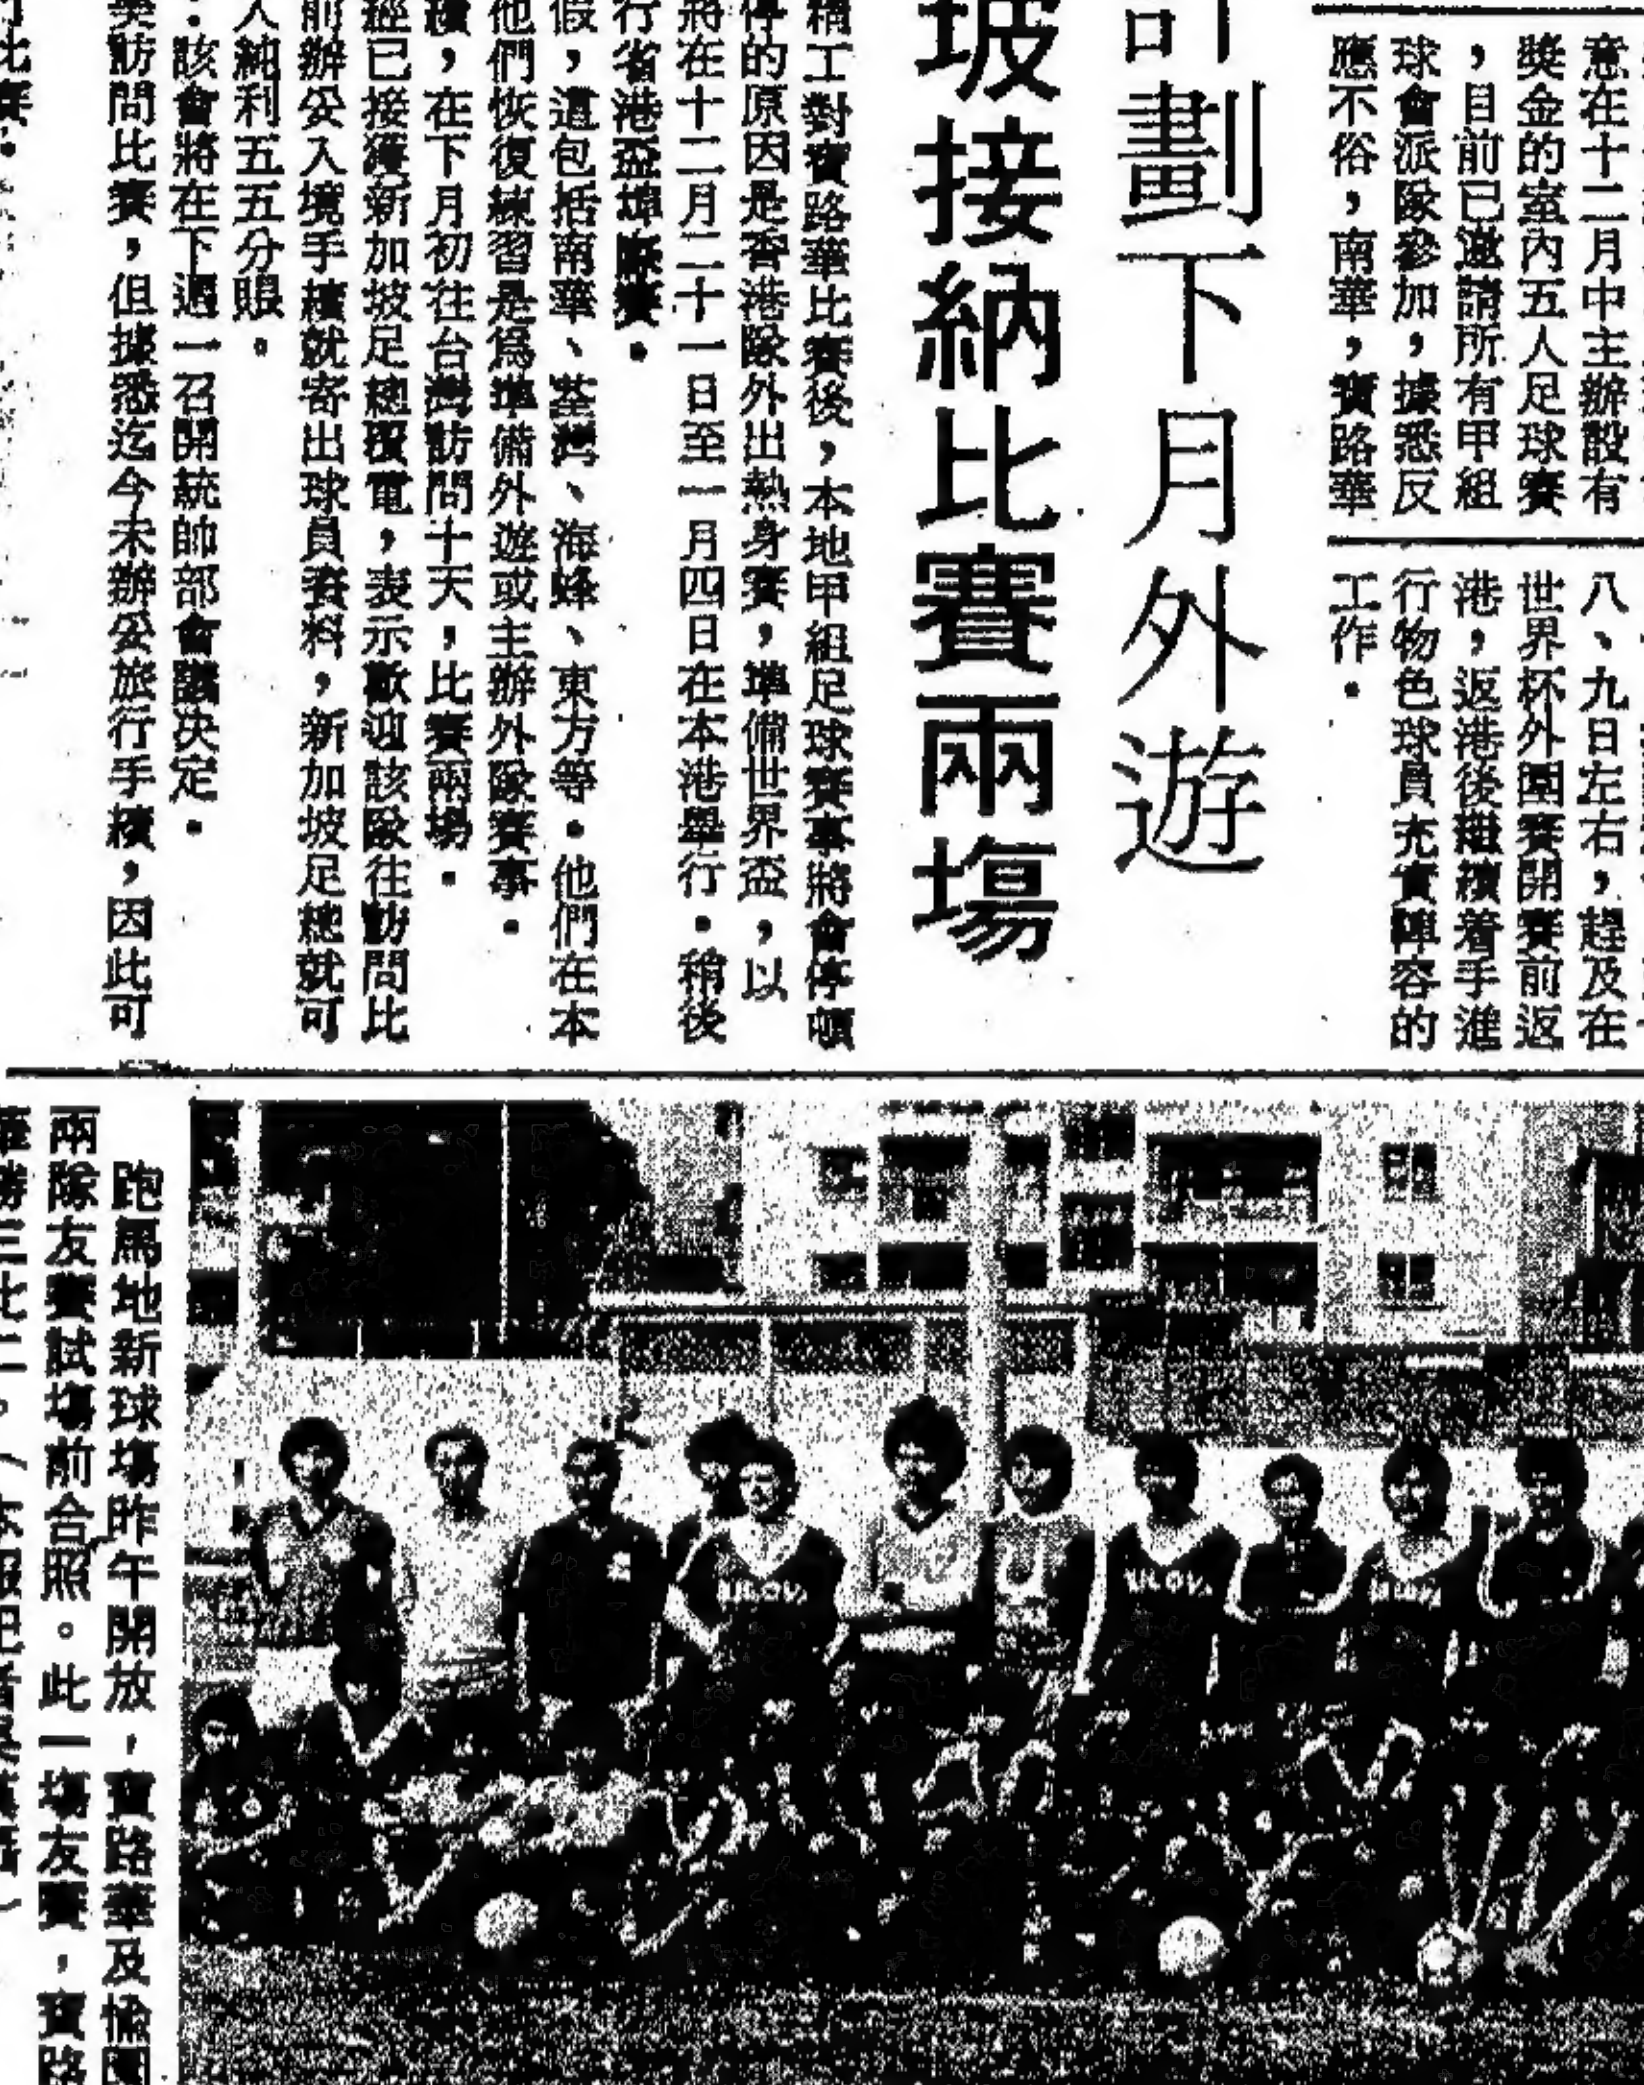 意在十二月中主辦設有
獎金的室內五人足球賽
，目前已邀請所有甲組
球會派隊參加，據悉反
應不俗，南華，寶路華
八、九日左右，趕及在
世界杯外圍賽開賽前返
港，返港後繼續着手進
行物色球員充實陣容的
工作．
劃下月外遊
坡接納比賽兩場
精工對寶路華比賽後，本地甲組足球賽事將會停頓
的原因是香港隊外出熱身賽，準備世界盃，以
將在十二月二十一日至一月四日在本港舉行．稍後
行省港盃埠際賽．
假，這包括南華、荃灣、海蜂、東方等．他們在本
他們恢復練習是爲準備外遊或主辦外隊賽事．
，在下月初往台灣訪問十天，比賽兩場．
經已接獲新加坡足總覆電，表示歡迎該隊往訪問比
前辦妥入境手續就寄出球員資料，新加坡足總就可
人純利五五分賬．
．該會將在下週一召開統帥部會議决定．
訪問比賽，但據悉迄今未辦妥旅行手續，因此可
比賽．
跑馬地新球場昨午開放，寶路華及愉園
兩隊友賽試場前合照。此一場友賽，寶路
華勝三比二。